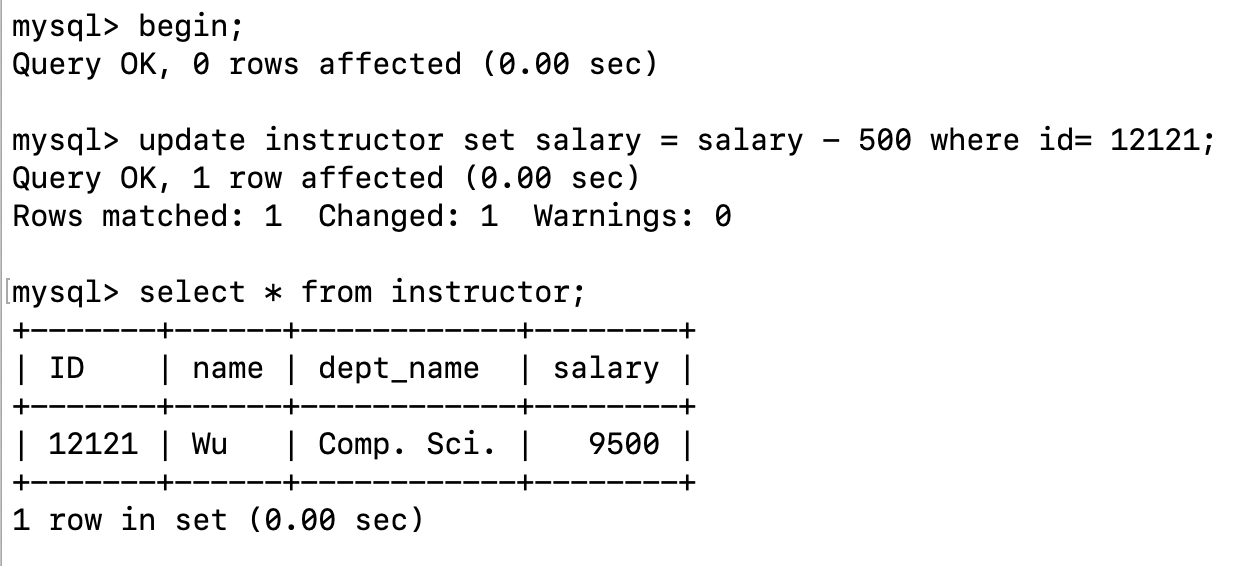 mysql> begin;
Query OK, 0 rows affected (0.00 sec)
mysql> update instructor set salary = salary - 500 where id= 12121;
Query OK, 1 row affected (0.00 sec)
Rows matched: 1  Changed: 1  Warnings: 0
[mysql> select * from instructor;
+-------+------+------------+--------+
| ID    | name | dept_name  | salary |
+-------+------+------------+--------+
| 12121 | Wu   | Comp. Sci. |   9500 |
+-------+------+------------+--------+
1 row in set (0.00 sec)